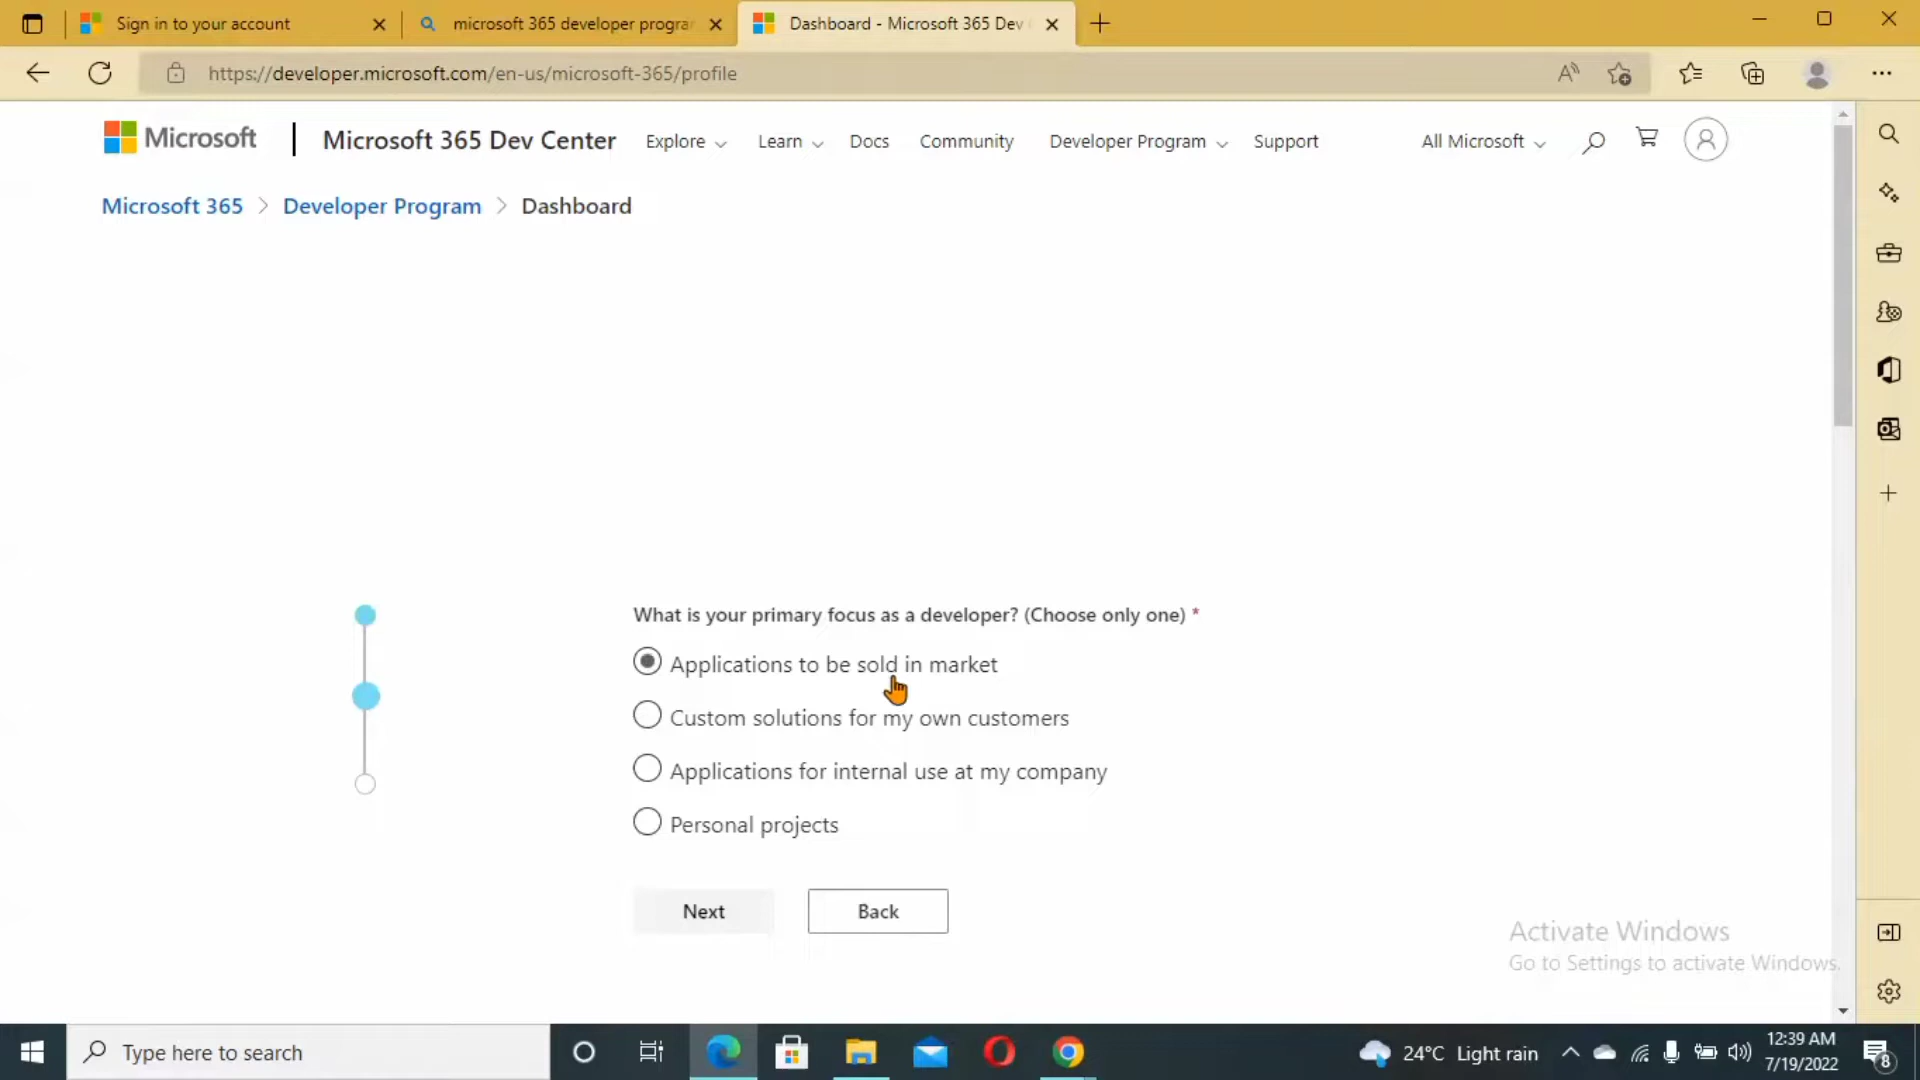 Sign in to your account
microsoft 365 developer program
Dashboard - Microsoft 365 Dev
https://developer.microsoft.com/en-us/microsoft-365/profile
Microsoft
Microsoft 365 Dev Center
Explore
Learn
Docs
Community
Developer Program
Support
All Microsoft
Microsoft 365 > Developer Program > Dashboard
What is your primary focus as a developer? (Choose only one) *
Applications to be sold in market
Custom solutions for my own customers
Applications for internal use at my company
Personal projects
Next
Back
Activate Windows
Go to Settings to activate Windows.
Type here to search
24°C Light rain
12:39 AM
7/19/2022
8